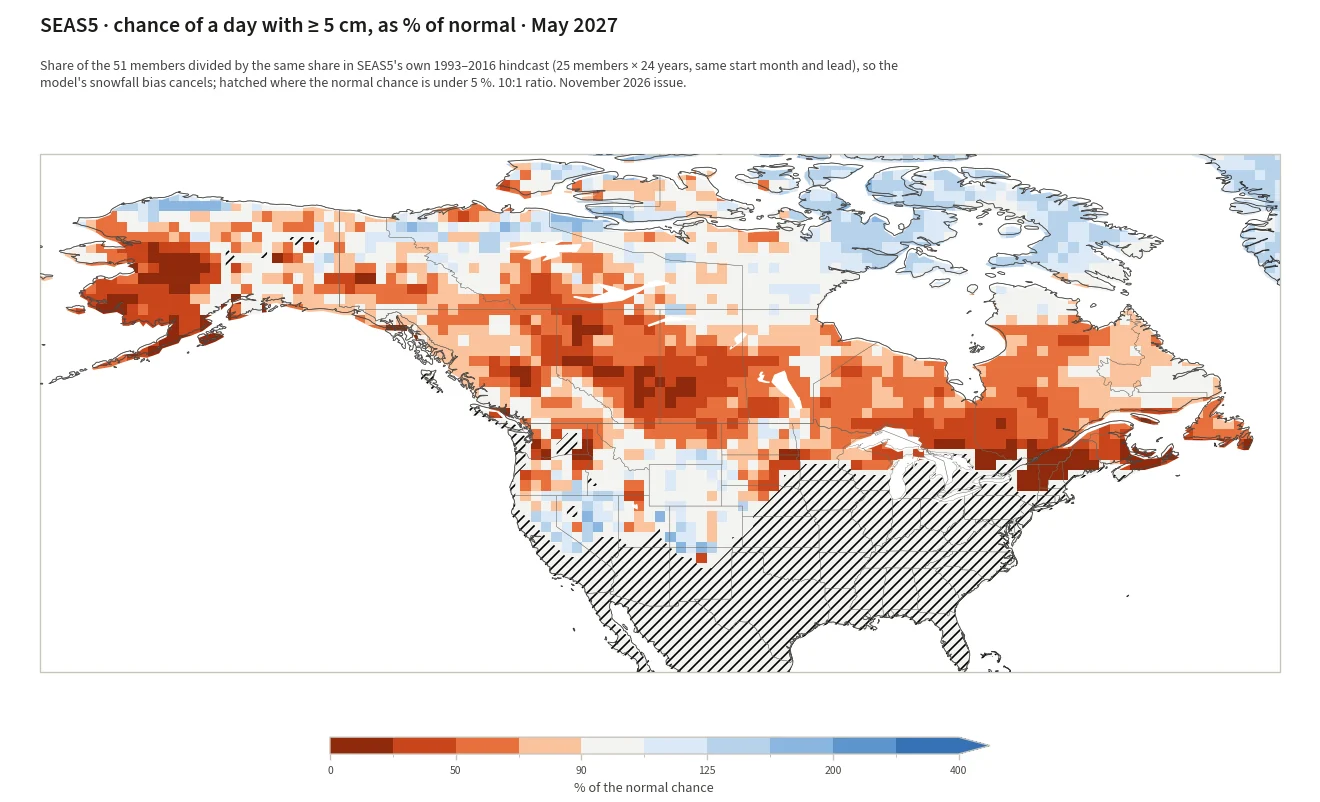 SEAS5 · chance of a day with ≥ 5 cm, as % of normal · May 2027
Share of the 51 members divided by the same share in SEAS5's own 1993–2016 hindcast (25 members × 24 years, same start month and lead), so the
model's snowfall bias cancels; hatched where the normal chance is under 5 %. 10:1 ratio. November 2026 issue.
0 50 90 125 200 400
% of the normal chance